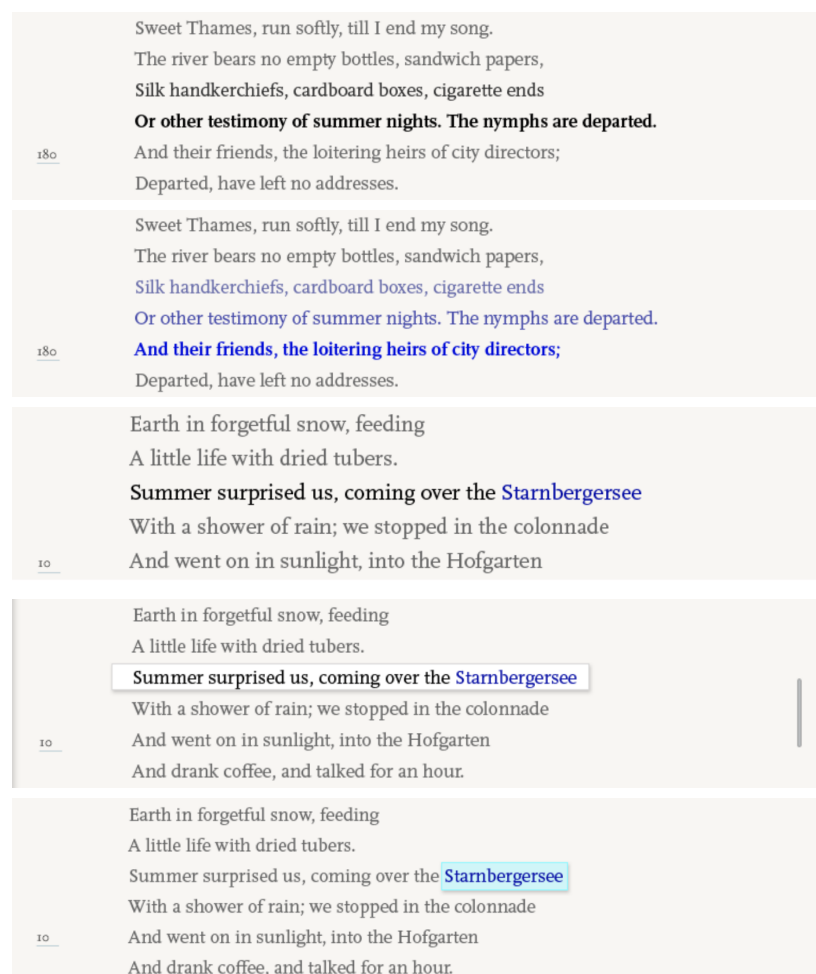 Sweet Thames, run softly, till I end my song.
The river bears no empty bottles, sandwich papers,
Silk handkerchiefs, cardboard boxes, cigarette ends
Or other testimony of summer nights. The nymphs are departed.
180 And their friends, the loitering heirs of city directors;
Departed, have left no addresses.
Sweet Thames, run softly, till I end my song.
The river bears no empty bottles, sandwich papers,
Silk handkerchiefs, cardboard boxes, cigarette ends
Or other testimony of summer nights. The nymphs are departed.
180 And their friends, the loitering heirs of city directors;
Departed, have left no addresses.
Earth in forgetful snow, feeding
A little life with dried tubers.
Summer surprised us, coming over the Starnbergersee
With a shower of rain; we stopped in the colonnade
10 And went on in sunlight, into the Hofgarten
Earth in forgetful snow, feeding
A little life with dried tubers.
Summer surprised us, coming over the Starnbergersee
With a shower of rain; we stopped in the colonnade
10 And went on in sunlight, into the Hofgarten
And drank coffee, and talked for an hour.
Earth in forgetful snow, feeding
A little life with dried tubers.
Summer surprised us, coming over the Starnbergersee
With a shower of rain; we stopped in the colonnade
10 And went on in sunlight, into the Hofgarten
And drank coffee, and talked for an hour.